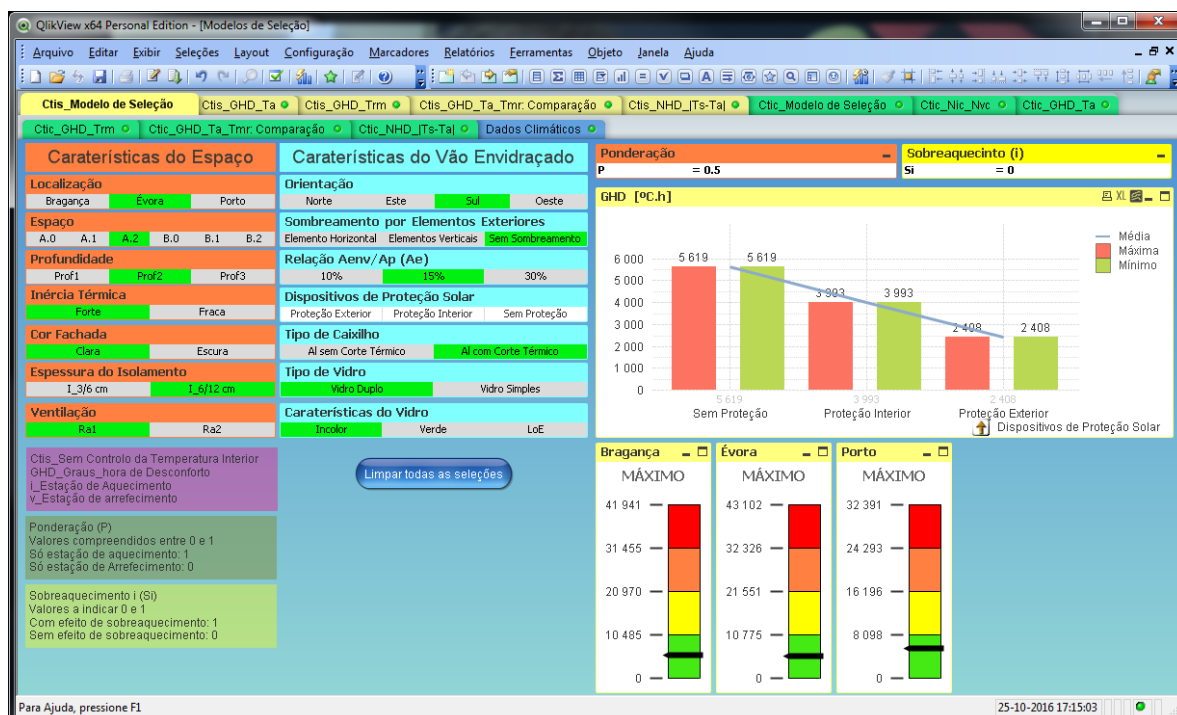 QlikView x64 Personal Edition - [Modelos de Seleção]
Arquivo Editar Exibir Seleções Layout Configuração Marcadores Relatórios Ferramentas Objeto Janela Ajuda
Ctis_Modelo de Seleção Ctis_GHD_Ta Ctis_GHD_Trm Ctis_GHD_Ta_Tmr: Comparação Ctis_NHD_|Ts-Ta| Ctic_Modelo de Seleção Ctic_Nic_Nvc Ctic_GHD_Ta
Ctic_GHD_Trm Ctic_GHD_Ta_Tmr: Comparação Ctic_NHD_|Ts-Ta| Dados Climáticos
Caraterísticas do Espaço
Localização
Bragança Évora Porto
Espaço
A.0 A.1 A.2 B.0 B.1 B.2
Profundidade
Prof1 Prof2 Prof3
Inércia Térmica
Forte Fraca
Cor Fachada
Clara Escura
Espessura do Isolamento
I_3/6 cm I_6/12 cm
Ventilação
Ra1 Ra2
Caraterísticas do Vão Envidraçado
Orientação
Norte Este Sul Oeste
Sombreamento por Elementos Exteriores
Elemento Horizontal Elementos Verticais Sem Sombreamento
Relação Aenv/Ap (Ae)
10% 15% 30%
Dispositivos de Proteção Solar
Proteção Exterior Proteção Interior Sem Proteção
Tipo de Caixilho
Al sem Corte Térmico Al com Corte Térmico
Tipo de Vidro
Vidro Duplo Vidro Simples
Caraterísticas do Vidro
Incolor Verde LoE
Ponderação
P = 0.5
Sobreaquecinto (i)
Si = 0
GHD [ºC.h]
XL
Média
Máxima
Mínimo
6 000
5 000
4 000
3 000
2 000
1 000
0
5 619 5 619
3 993 3 993
2 408 2 408
5 619 3 993 2 408
Sem Proteção Proteção Interior Proteção Exterior
Dispositivos de Proteção Solar
Ctis_Sem Controlo da Temperatura Interior
GHD_Graus_hora de Desconforto
i_Estação de Aquecimento
v_Estação de arrefecimento
Ponderação (P)
Valores compreendidos entre 0 e 1
Só estação de aquecimento: 1
Só estação de Arrefecimento: 0
Sobreaquecimento i (Si)
Valores a indicar 0 e 1
Com efeito de sobreaquecimento: 1
Sem efeito de sobreaquecimento: 0
Limpar todas as seleções
Bragança
MÁXIMO
41 941
31 455
20 970
10 485
0
Évora
MÁXIMO
43 102
32 326
21 551
10 775
0
Porto
MÁXIMO
32 391
24 293
16 196
8 098
0
Para Ajuda, pressione F1
25-10-2016 17:15:03